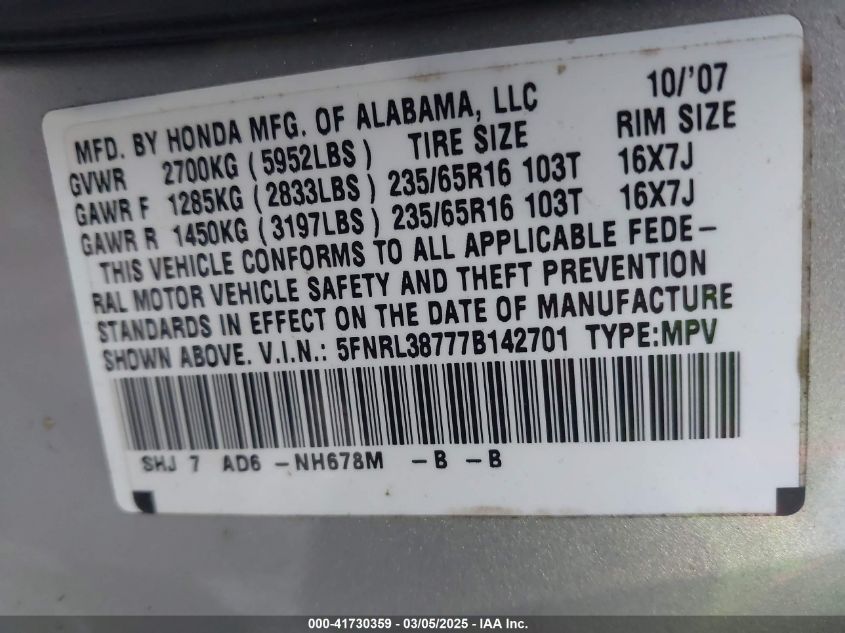 10/'07
MFD. BY HONDA MFG. OF ALABAMA, LLC
TIRE SIZE RIM SIZE
GVWR 2700KG (5952LBS)
GAWR F 1285KG (2833LBS) 235/65R16 103T 16X7J
GAWR R 1450KG (3197LBS) 235/65R16 103T 16X7J
THIS VEHICLE CONFORMS TO ALL APPLICABLE FEDE-
RAL MOTOR VEHICLE SAFETY AND THEFT PREVENTION
STANDARDS IN EFFECT ON THE DATE OF MANUFACTURE
SHOWN ABOVE. V.I.N.: 5FNRL38777B142701 TYPE:MPV
SHJ 7 AD6 -NH678M -B -B
000-41730359 - 03/05/2025 - IAA Inc.